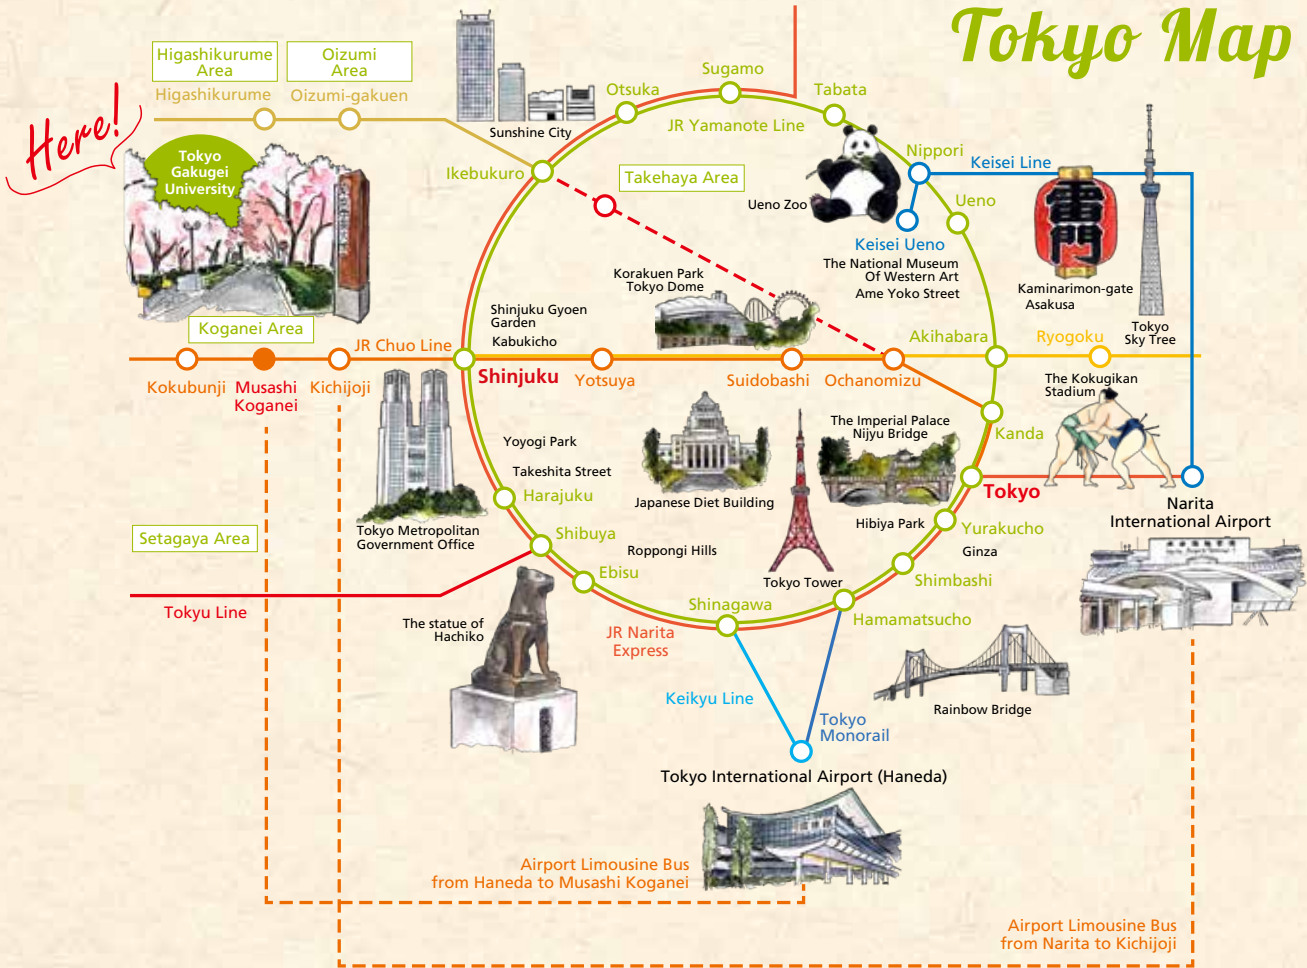 Tokyo Map
Here!
Higashikurume
Area
Oizumi
Area
Higashikurume
Oizumi-gakuen
Tokyo
Gakugei
University
Sunshine City
Otsuka
Sugamo
Tabata
JR Yamanote Line
Ikebukuro
Takehaya Area
Ueno Zoo
Nippori
Keisei Line
Ueno
Keisei Ueno
The National Museum
Of Western Art
Ame Yoko Street
雷門
Kaminarimon-gate
Asakusa
Tokyo
Sky Tree
Korakuen Park
Tokyo Dome
Shinjuku Gyoen
Garden
Kabukicho
Koganei Area
JR Chuo Line
Kokubunji
Musashi
Koganei
Kichijoji
Shinjuku
Yotsuya
Suidobashi
Ochanomizu
Akihabara
Ryogoku
The Kokugikan
Stadium
Kanda
The Imperial Palace
Nijyu Bridge
Yoyogi Park
Takeshita Street
Harajuku
Japanese Diet Building
Tokyo
Narita
International Airport
Tokyo Metropolitan
Government Office
Hibiya Park
Yurakucho
Ginza
Setagaya Area
Shibuya
Roppongi Hills
Ebisu
Tokyo Tower
Shimbashi
Tokyu Line
Shinagawa
Hamamatsucho
The statue of
Hachiko
JR Narita
Express
Keikyu Line
Tokyo
Monorail
Rainbow Bridge
Tokyo International Airport (Haneda)
Airport Limousine Bus
from Haneda to Musashi Koganei
Airport Limousine Bus
from Narita to Kichijoji